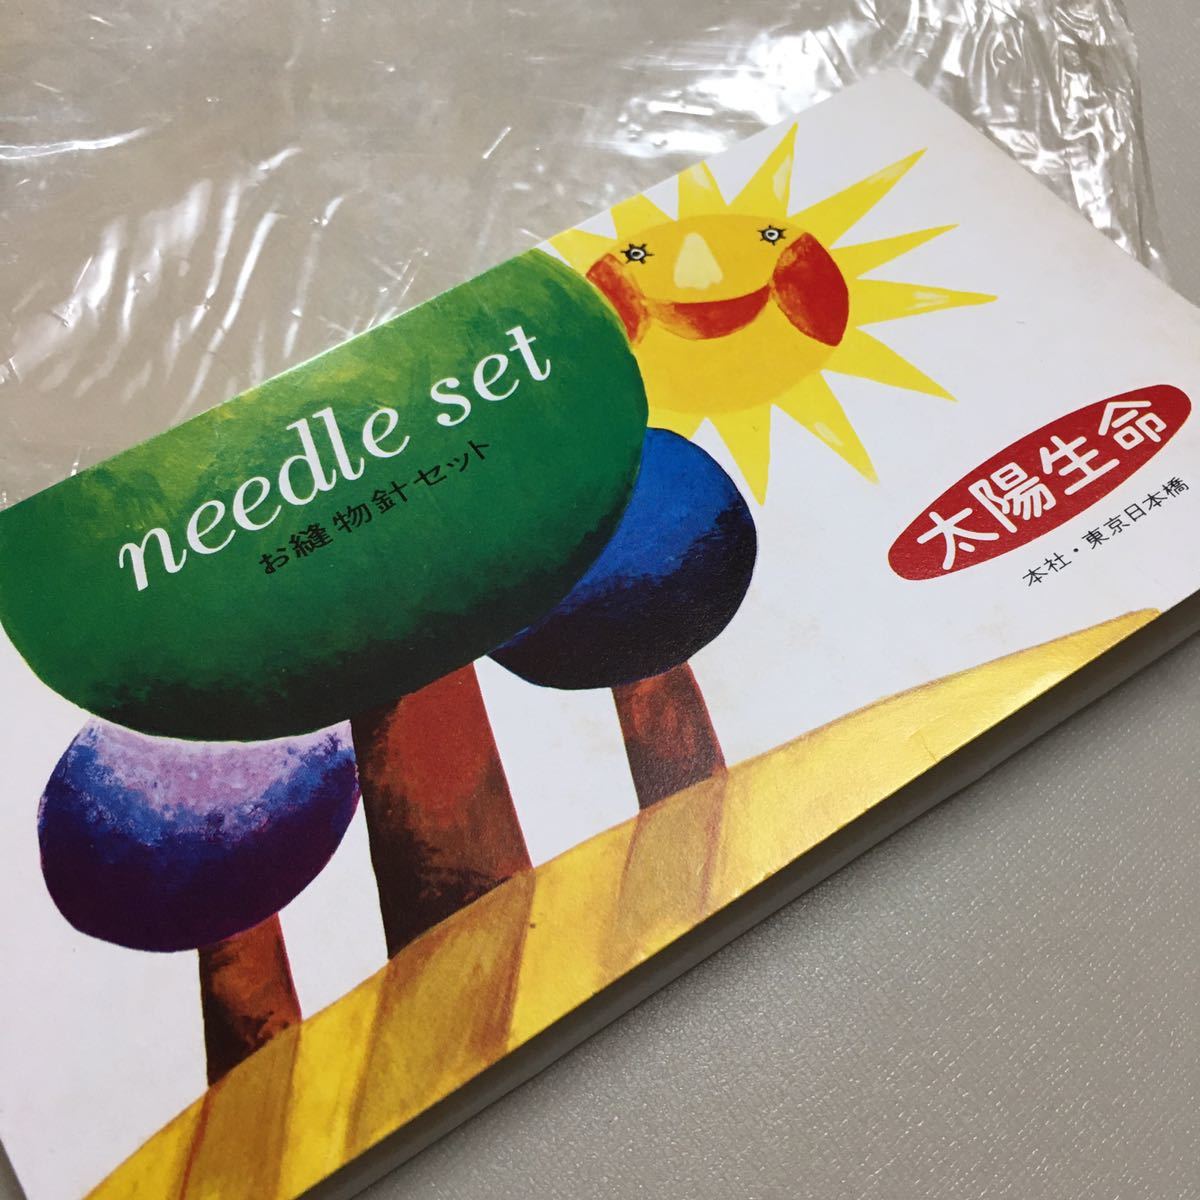 needle set
お縫物針セット
太陽生命
本社・東京日本橋